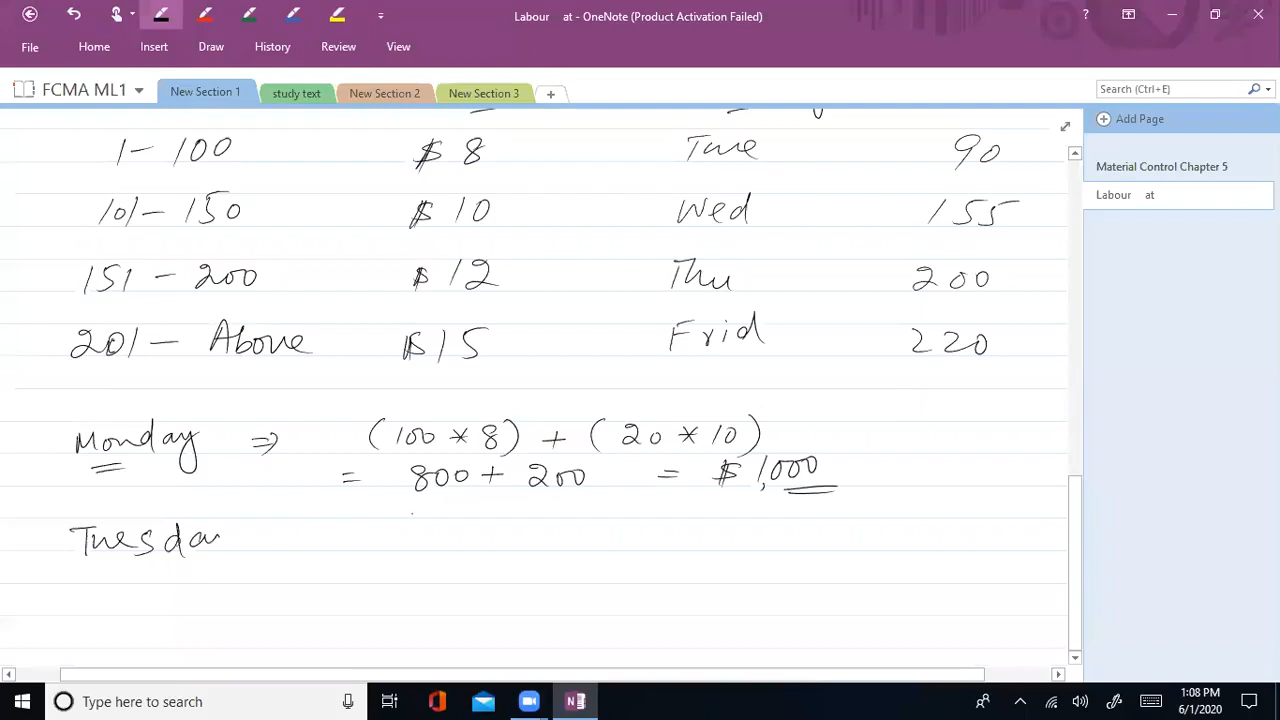 Labour at - OneNote (Product Activation Failed)
File Home Insert Draw History Review View
FCMA ML1 New Section 1 study text New Section 2 New Section 3
Search (Ctrl+E)
Add Page
Material Control Chapter 5
Labour at
1 - 100 $ 8 Tue 90
101 - 150 $ 10 Wed 155
151 - 200 $ 12 Thu 200
201 - Above $ 15 Frid 220
Monday ⇒ (100 * 8) + (20 * 10)
= 800 + 200 = $ 1,000
Tuesda
Type here to search
1:08 PM
6/1/2020